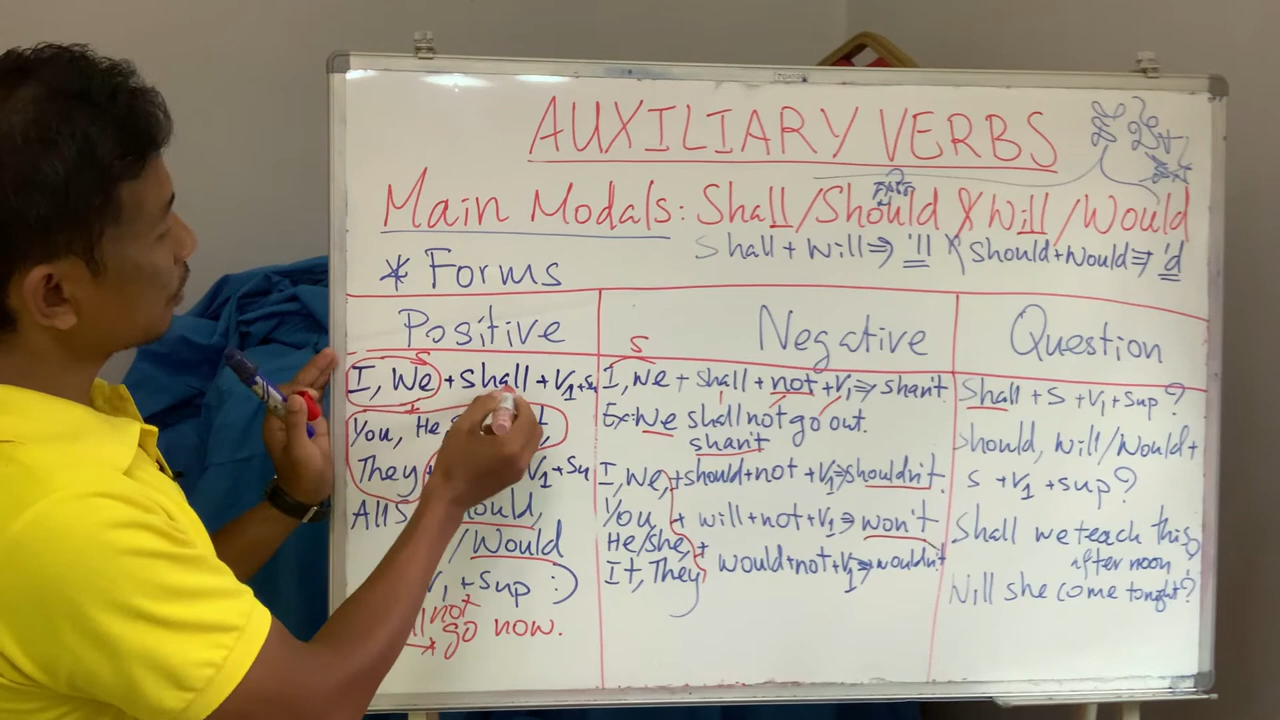 AUXILIARY VERBS
Main Modals: Shall/Should & Will/Would
Shall + Will ⇒ 'll & Should+Would ⇒ 'd
* Forms
Positive
S
I, We + Shall + V1 + Su
You, He
They + V1 + Su
All S ould,
/Would
V1 + Sup :)
not
go now.
Negative
S
I, We + Shall + not + V1 ⇒ shan't
Ex: We shall not go out.
shan't
I, We, + should + not + V1 ⇒ shouldn't.
You, + will + not + V1 ⇒ won't
He/she, + would + not + V1 ⇒ wouldn't
It, They
Question
Shall + S + V1 + Sup ?
Should, Will/Would +
S + V1 + sup ?
Shall we teach this
after noon ?
Will she come tonight?